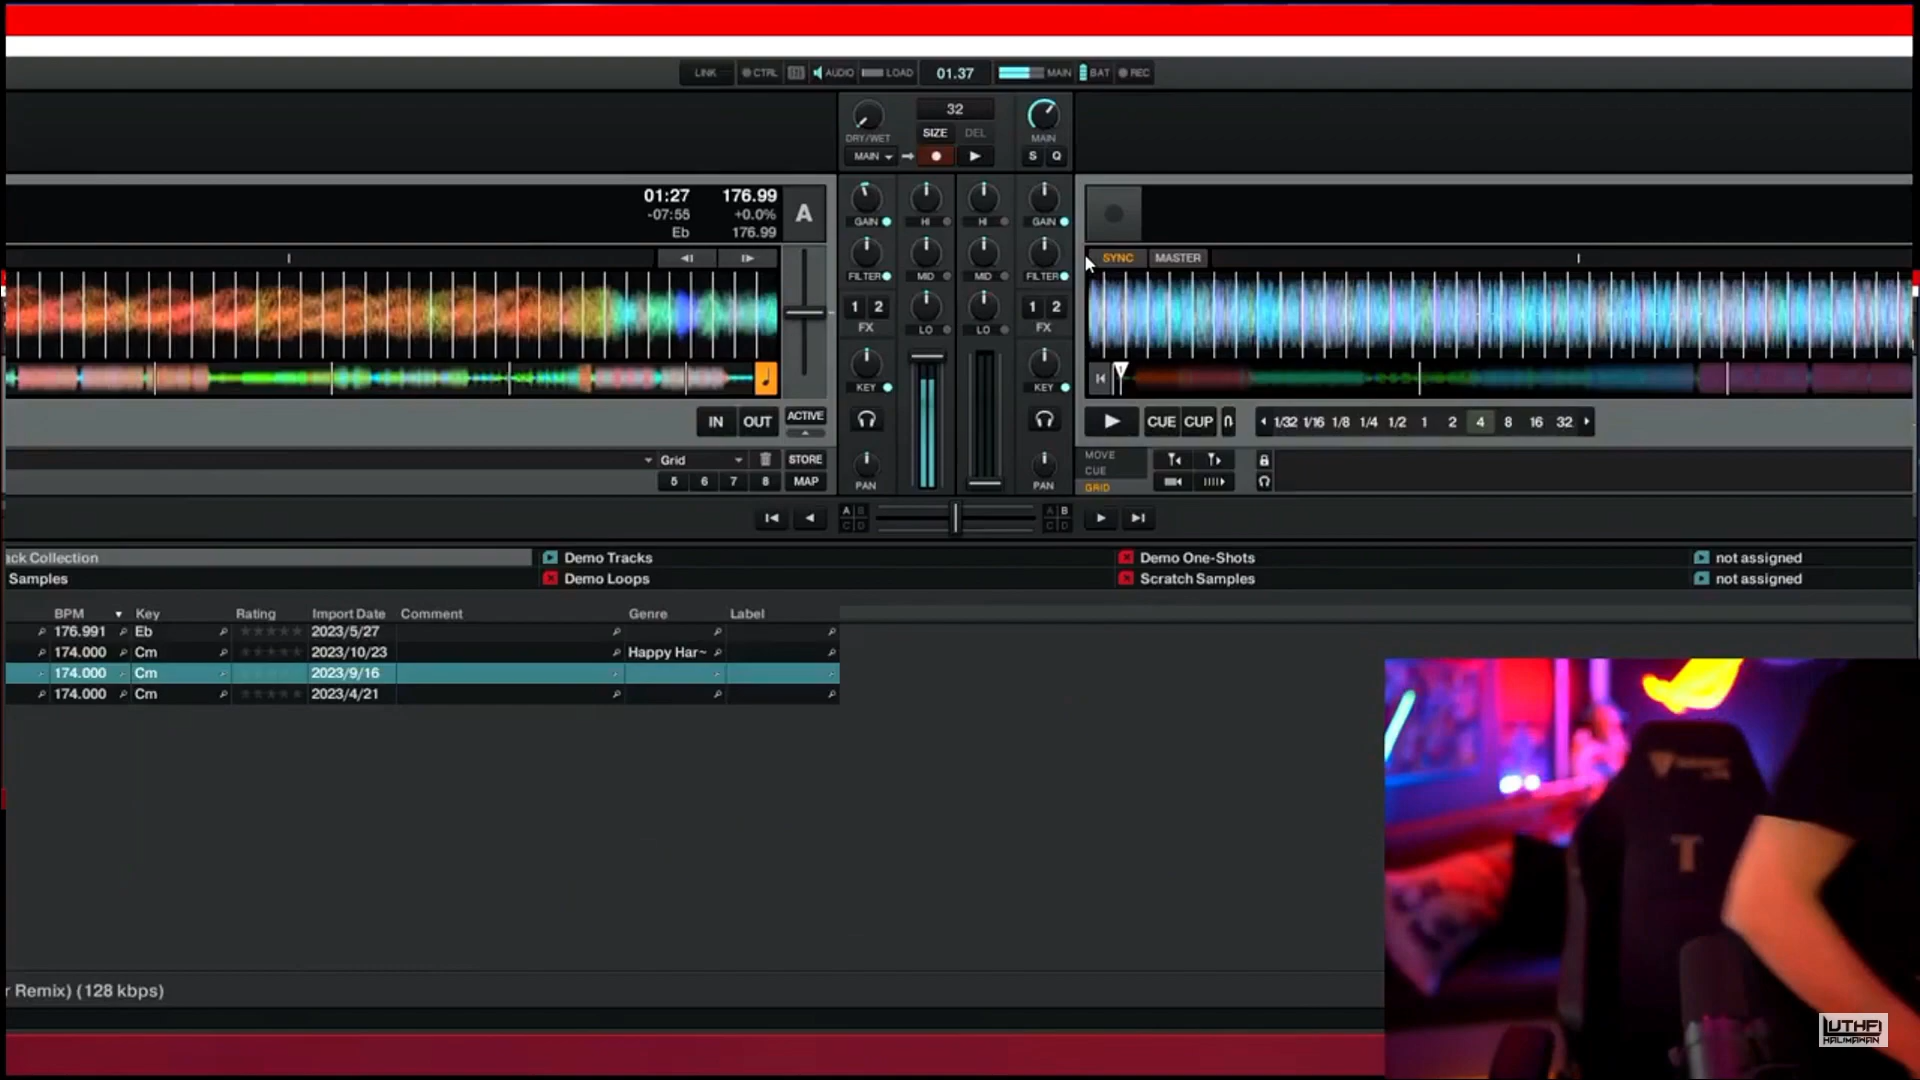 LINK CTRL AUDIO LOAD 01.37 MAIN BAT REC
32
DRY/WET SIZE DEL MAIN
MAIN S Q
01:27 176.99
-07:55 +0.0%
Eb 176.99
A
GAIN HI HI GAIN
FILTER MID MID FILTER
1 2 LO LO 1 2
FX FX
KEY KEY
PAN PAN
SYNC MASTER
IN OUT ACTIVE
CUE CUP 1/32 1/16 1/8 1/4 1/2 1 2 4 8 16 32
Grid STORE
5 6 7 8 MAP
MOVE
CUE
GRID
A B
C D
A B
C D
ack Collection Demo Tracks Demo One-Shots not assigned
Samples Demo Loops Scratch Samples not assigned
BPM Key Rating Import Date Comment Genre Label
176.991 Eb 2023/5/27
174.000 Cm 2023/10/23 Happy Har~
174.000 Cm 2023/9/16
174.000 Cm 2023/4/21
r Remix) (128 kbps)
T
LUTHFI
HALIMAWAN